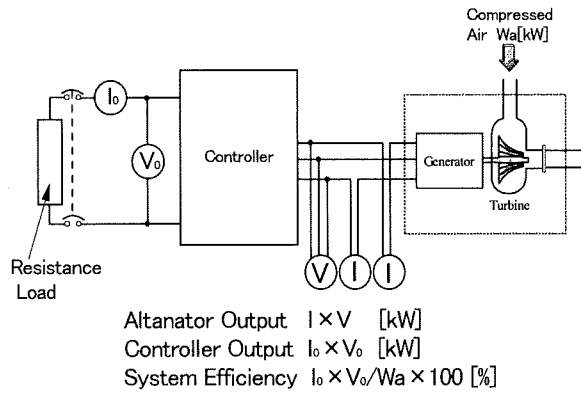 Compressed
Air Wa[kW]
I₀
V₀
Controller
Generator
Turbine
V I I
Resistance
Load
Altanator Output I×V [kW]
Controller Output I₀×V₀ [kW]
System Efficiency I₀×V₀/Wa×100 [%]